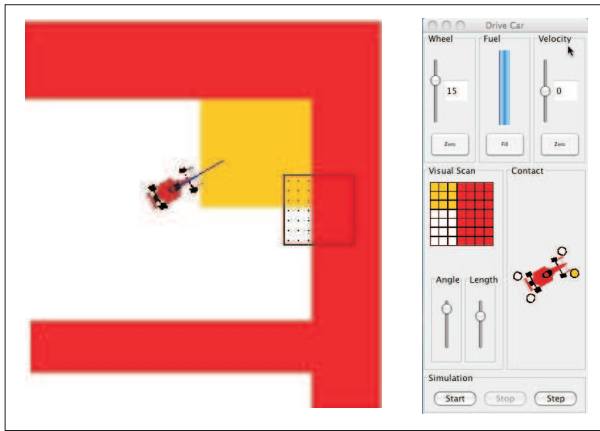 Drive Car
Wheel Fuel Velocity
15 0
Zero Fill Zero
Visual Scan Contact
Angle Length
Simulation
Start Stop Step